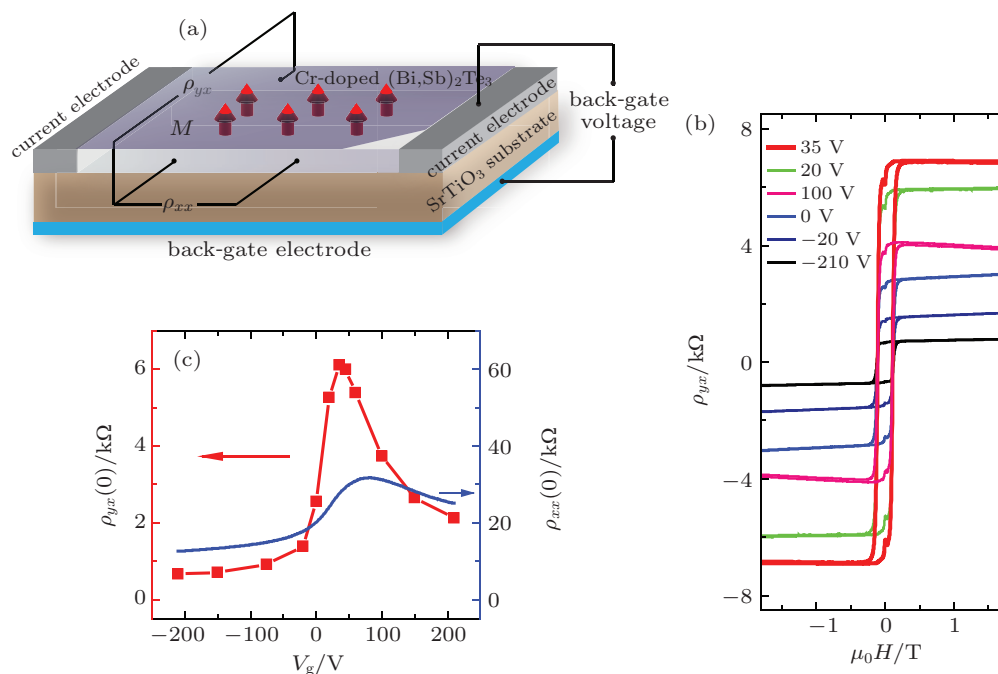 (a)
Cr-doped (Bi,Sb)₂Te₃
current electrode
ρyx
M
current electrode
SrTiO₃ substrate
ρxx
back-gate electrode
back-gate
voltage
(b)
8
4
0
−4
−8
ρyx/kΩ
35 V
20 V
100 V
0 V
−20 V
−210 V
−1
0
1
μ₀H/T
(c)
6
4
2
0
ρyx(0)/kΩ
60
40
20
0
ρxx(0)/kΩ
−200
−100
0
100
200
Vg/V